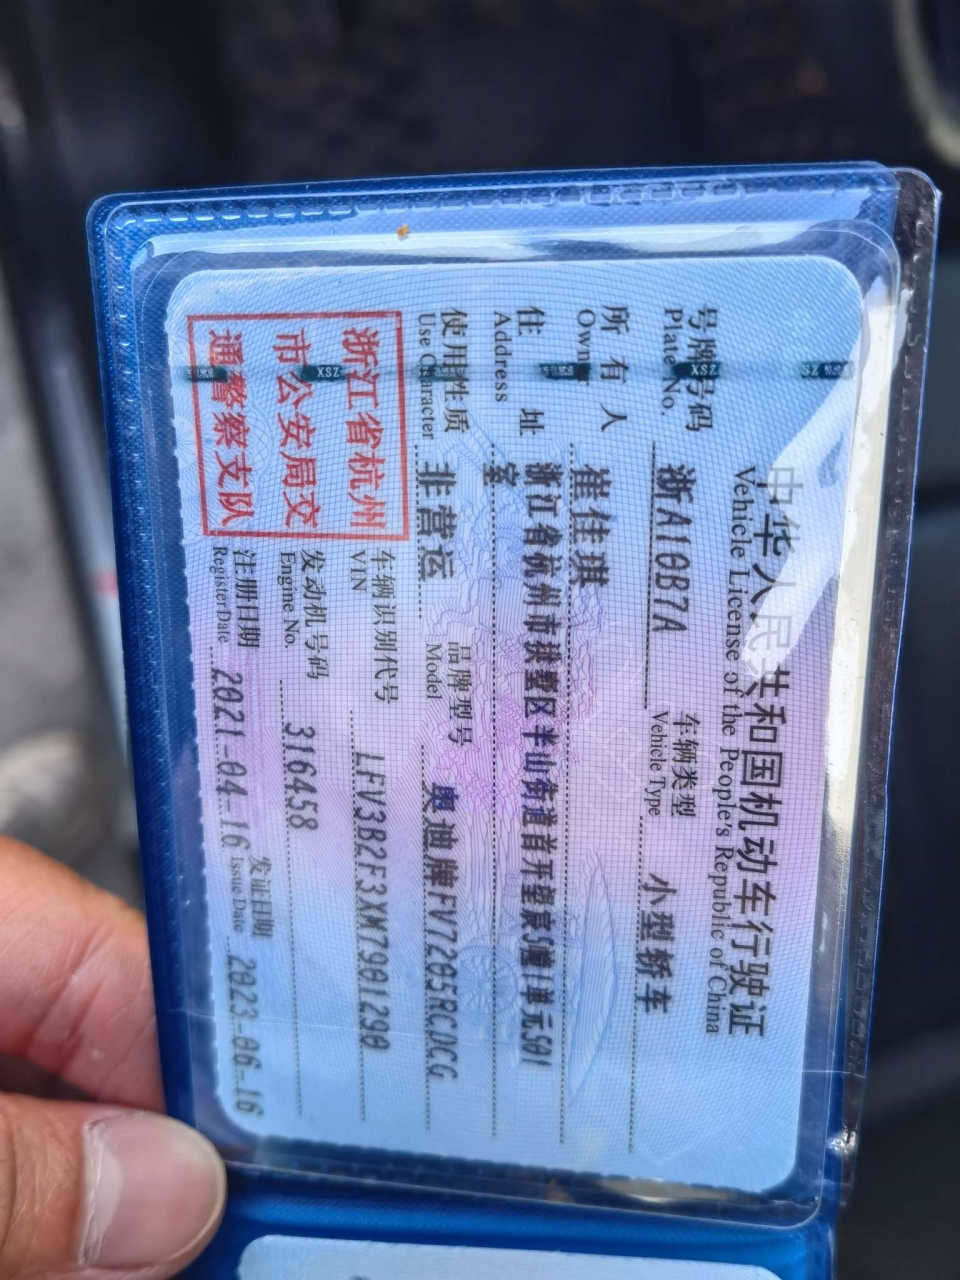 中华人民共和国机动车行驶证
Vehicle License of the People's Republic of China
号牌号码 浙A10B7A 车辆类型 小型轿车
Plate No. Vehicle Type
所有人 崔佳琪
Owner
住址 浙江省杭州市拱墅区半山街道首开望宸5幢1单元501
室
Address
使用性质 非营运 品牌型号 奥迪牌FV7205RCDCG
Use Character Model
浙江省杭州
市公安局交
通警察支队
车辆识别代号 LFV3B2F3XM7901290
VIN
发动机号码 316458
Engine No.
注册日期 2021-04-16 发证日期 2023-06-16
Register Date Issue Date
ZSX
ZSX